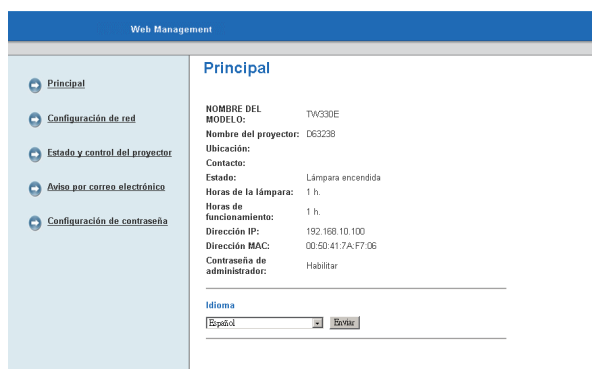 Web Management
Principal
Configuración de red
Estado y control del proyector
Aviso por correo electrónico
Configuración de contraseña
Principal
NOMBRE DEL MODELO: TW330E
Nombre del proyector: D63238
Ubicación:
Contacto:
Estado: Lámpara encendida
Horas de la lámpara: 1 h.
Horas de funcionamiento: 1 h.
Dirección IP: 192.168.10.100
Dirección MAC: 00:50:41:7A:F7:06
Contraseña de administrador: Habilitar
Idioma
Español Enviar